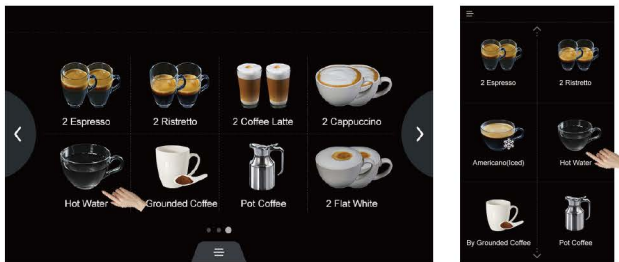 2 Espresso 2 Ristretto 2 Coffee Latte 2 Cappuccino
Hot Water Grounded Coffee Pot Coffee 2 Flat White
2 Espresso 2 Ristretto
Americano(Iced) Hot Water
By Grounded Coffee Pot Coffee